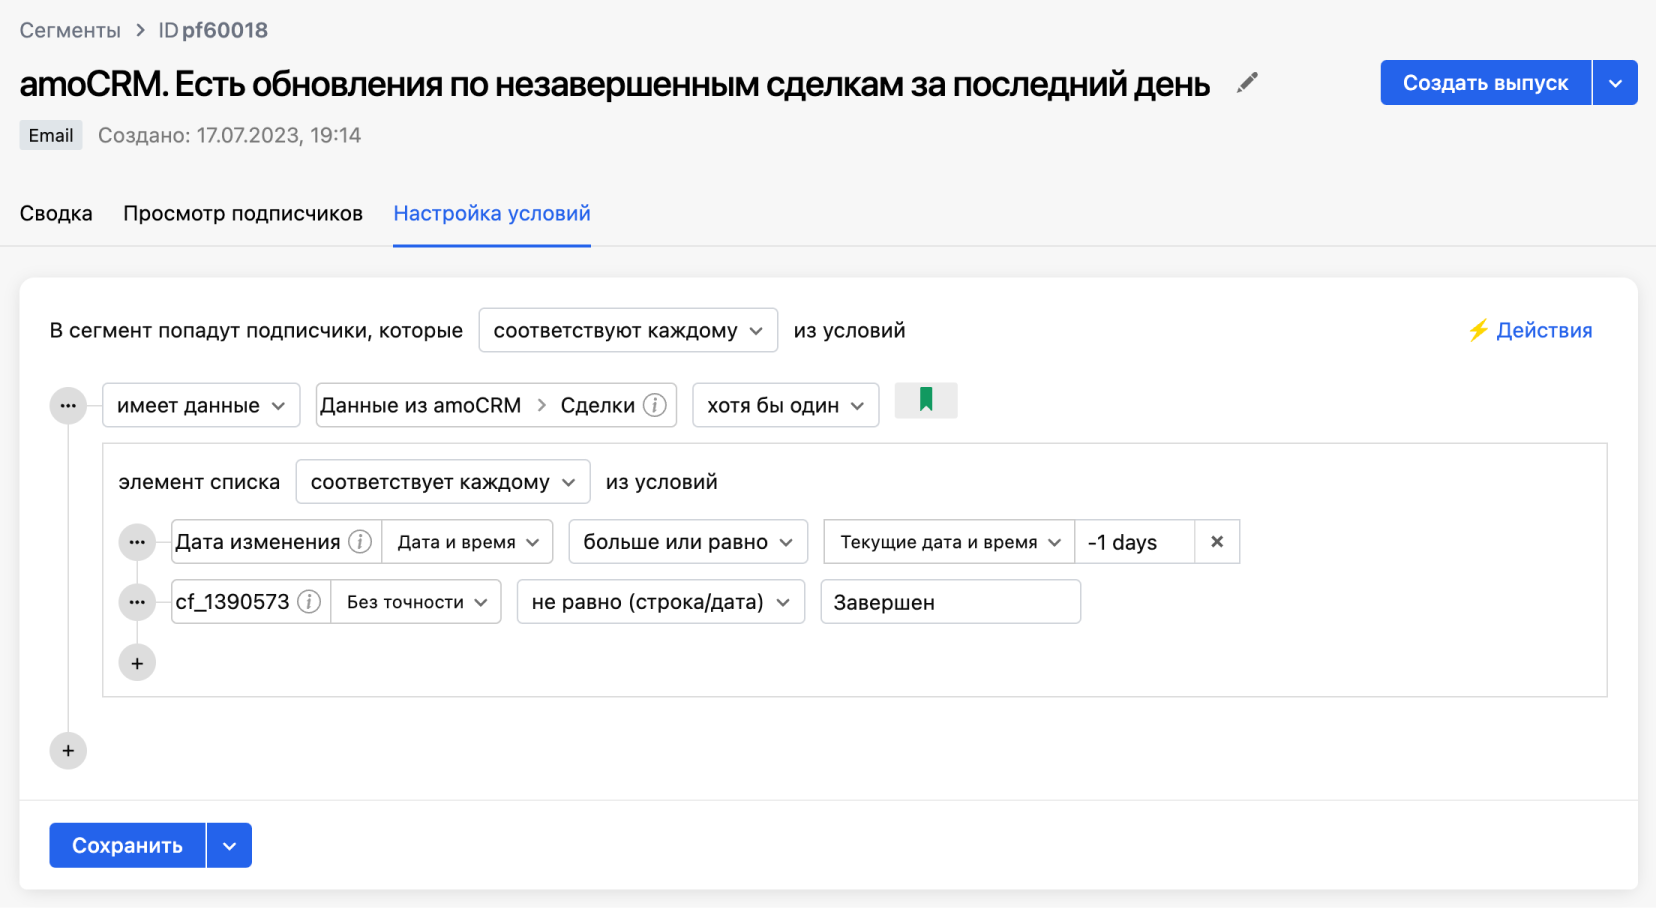 Сегменты > ID pf60018
amoCRM. Есть обновления по незавершенным сделкам за последний день
Создать выпуск
Email Создано: 17.07.2023, 19:14
Сводка Просмотр подписчиков Настройка условий
В сегмент попадут подписчики, которые соответствуют каждому из условий
Действия
имеет данные Данные из amoCRM > Сделки хотя бы один
элемент списка соответствует каждому из условий
Дата изменения Дата и время больше или равно Текущие дата и время -1 days
cf_1390573 Без точности не равно (строка/дата) Завершен
Сохранить